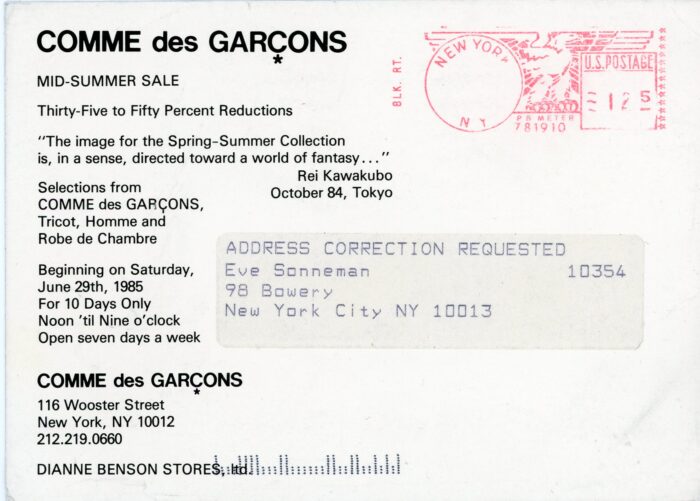 COMME des GARÇONS
*
MID-SUMMER SALE
Thirty-Five to Fifty Percent Reductions
"The image for the Spring-Summer Collection
is, in a sense, directed toward a world of fantasy..."
Rei Kawakubo
October 84, Tokyo
Selections from
COMME des GARÇONS,
Tricot, Homme and
Robe de Chambre
Beginning on Saturday,
June 29th, 1985
For 10 Days Only
Noon 'til Nine o'clock
Open seven days a week
COMME des GARÇONS
*
116 Wooster Street
New York, NY 10012
212.219.0660
DIANNE BENSON STORES, ltd.
BLK. RT.
NEW YORK
N Y
U.S. POSTAGE
12 5
P B METER
781910
ADDRESS CORRECTION REQUESTED
Eve Sonneman 10354
98 Bowery
New York City NY 10013